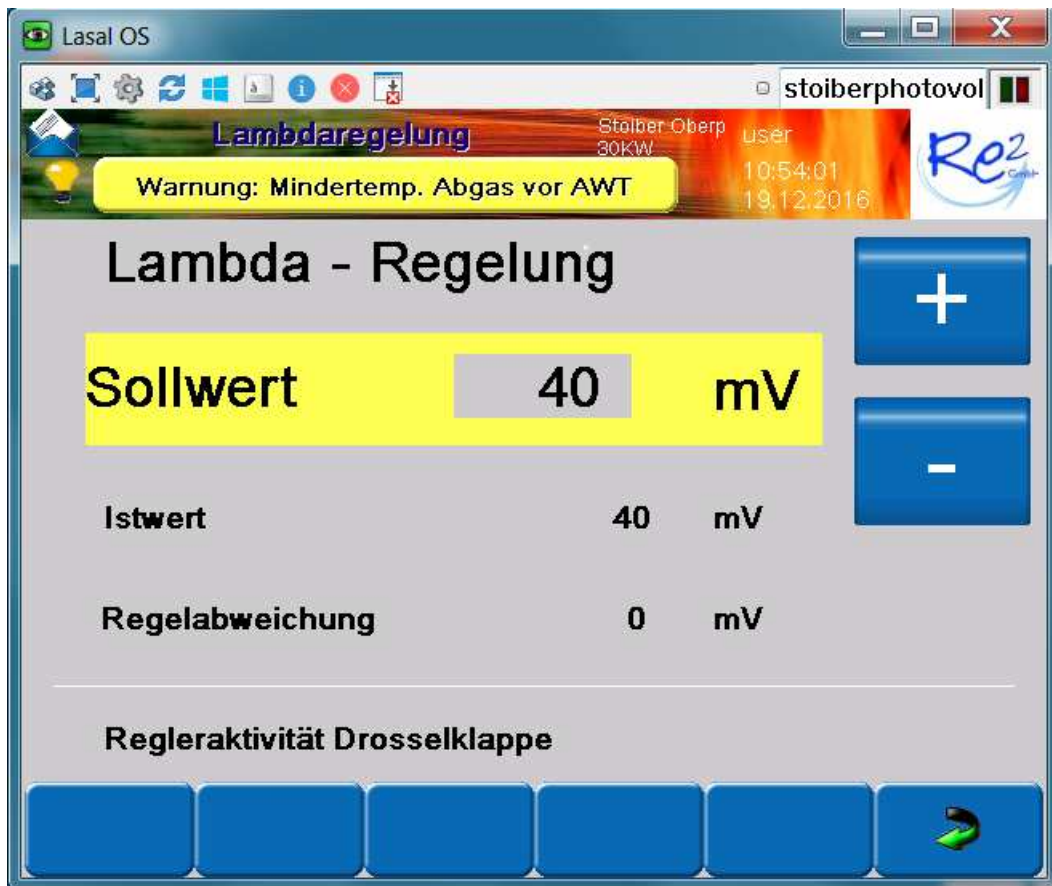 Lasal OS
stoiberphotovol
Lambdaregelung
Stoiber Oberp
30KW
user
10:54:01
19.12.2016
Re2
GmbH
Warnung: Mindertemp. Abgas vor AWT
Lambda - Regelung
+
Sollwert 40 mV
-
Istwert 40 mV
Regelabweichung 0 mV
Regleraktivität Drosselklappe